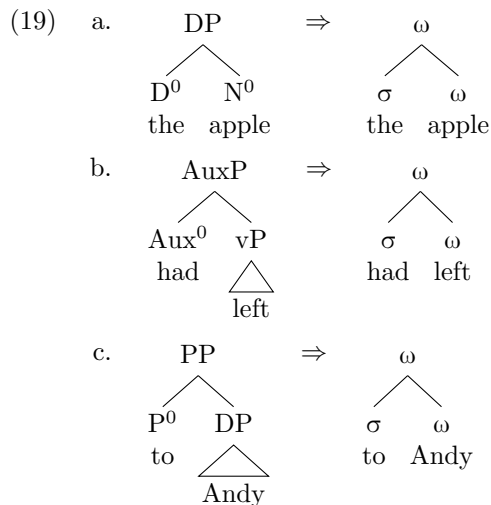 (19) a. DP ⇒ ω
D⁰ N⁰ σ ω
the apple the apple
b. AuxP ⇒ ω
Aux⁰ vP σ ω
had had left
left
c. PP ⇒ ω
P⁰ DP σ ω
to to Andy
Andy